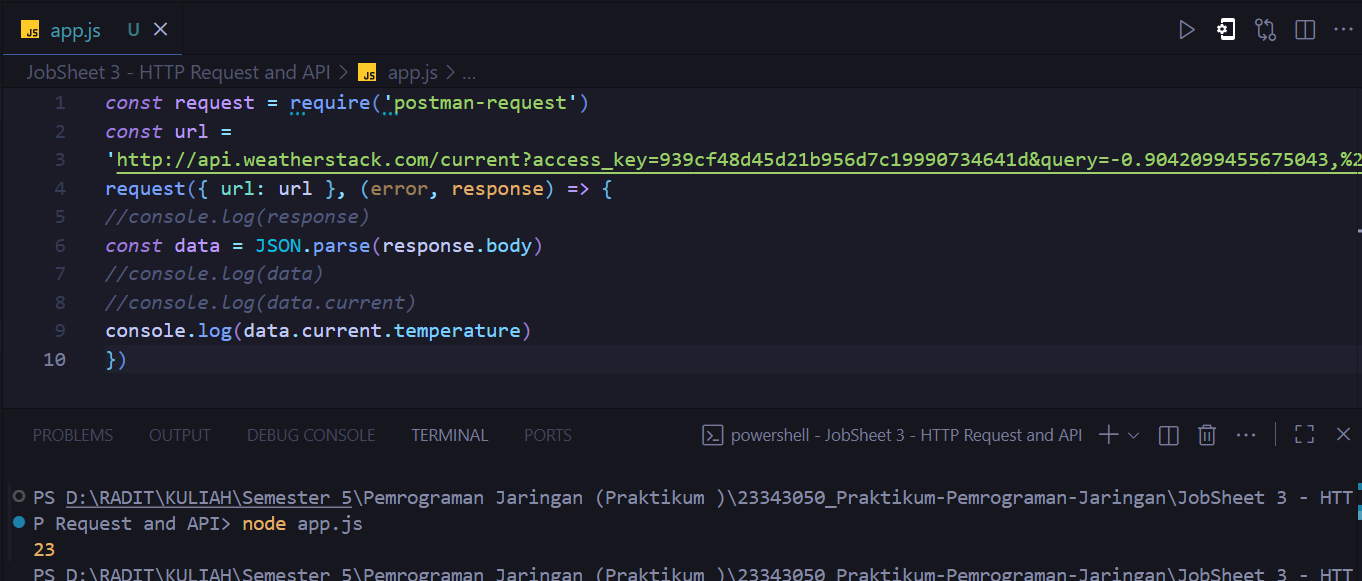 JS app.js U
JobSheet 3 - HTTP Request and API > JS app.js > ...
1 const request = require('postman-request')
2 const url =
3 'http://api.weatherstack.com/current?access_key=939cf48d45d21b956d7c19990734641d&query=-0.9042099455675043,%2
4 request({ url: url }, (error, response) => {
5 //console.log(response)
6 const data = JSON.parse(response.body)
7 //console.log(data)
8 //console.log(data.current)
9 console.log(data.current.temperature)
10 })
PROBLEMS OUTPUT DEBUG CONSOLE TERMINAL PORTS powershell - JobSheet 3 - HTTP Request and API
PS D:\RADIT\KULIAH\Semester 5\Pemrograman Jaringan (Praktikum )\23343050_Praktikum-Pemrograman-Jaringan\JobSheet 3 - HTT
P Request and API> node app.js
23
PS D:\RADIT\KULIAH\Semester 5\Pemrograman Jaringan (Praktikum )\23343050_Praktikum-Pemrograman-Jaringan\JobSheet 3 - HTT